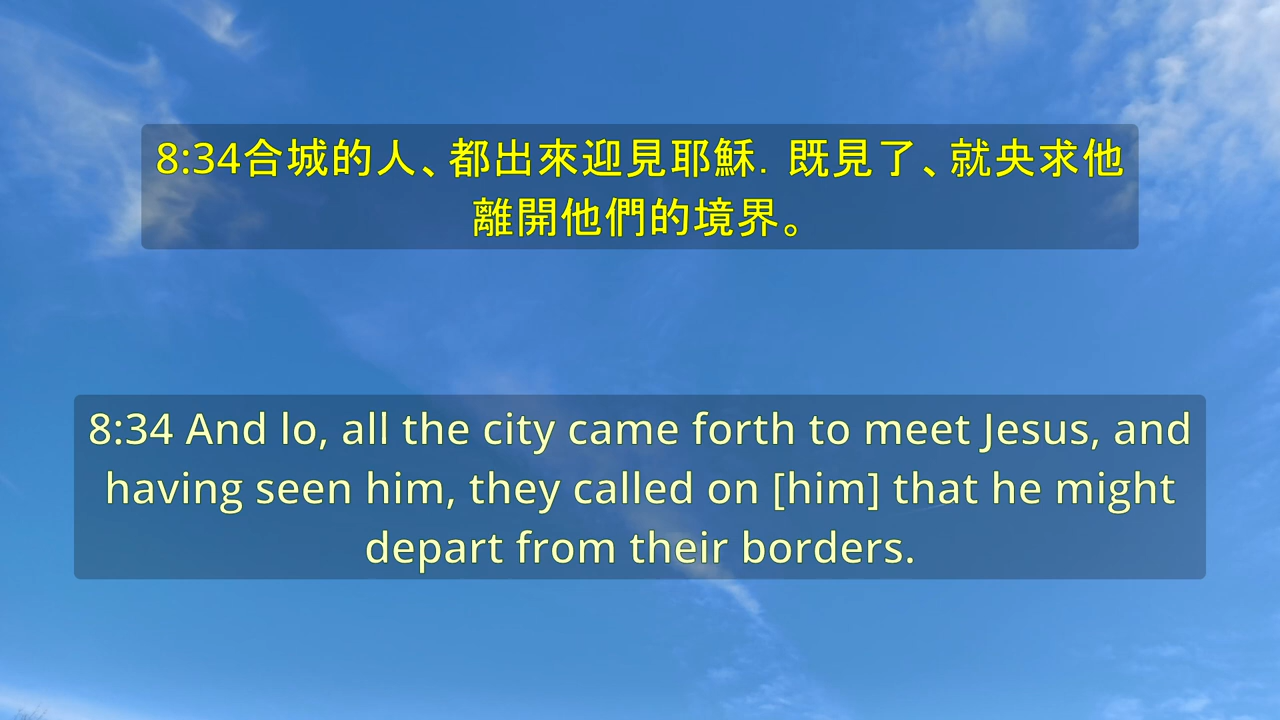 8:34合城的人、都出來迎見耶穌．既見了、就央求他
離開他們的境界。
8:34 And lo, all the city came forth to meet Jesus, and
having seen him, they called on [him] that he might
depart from their borders.